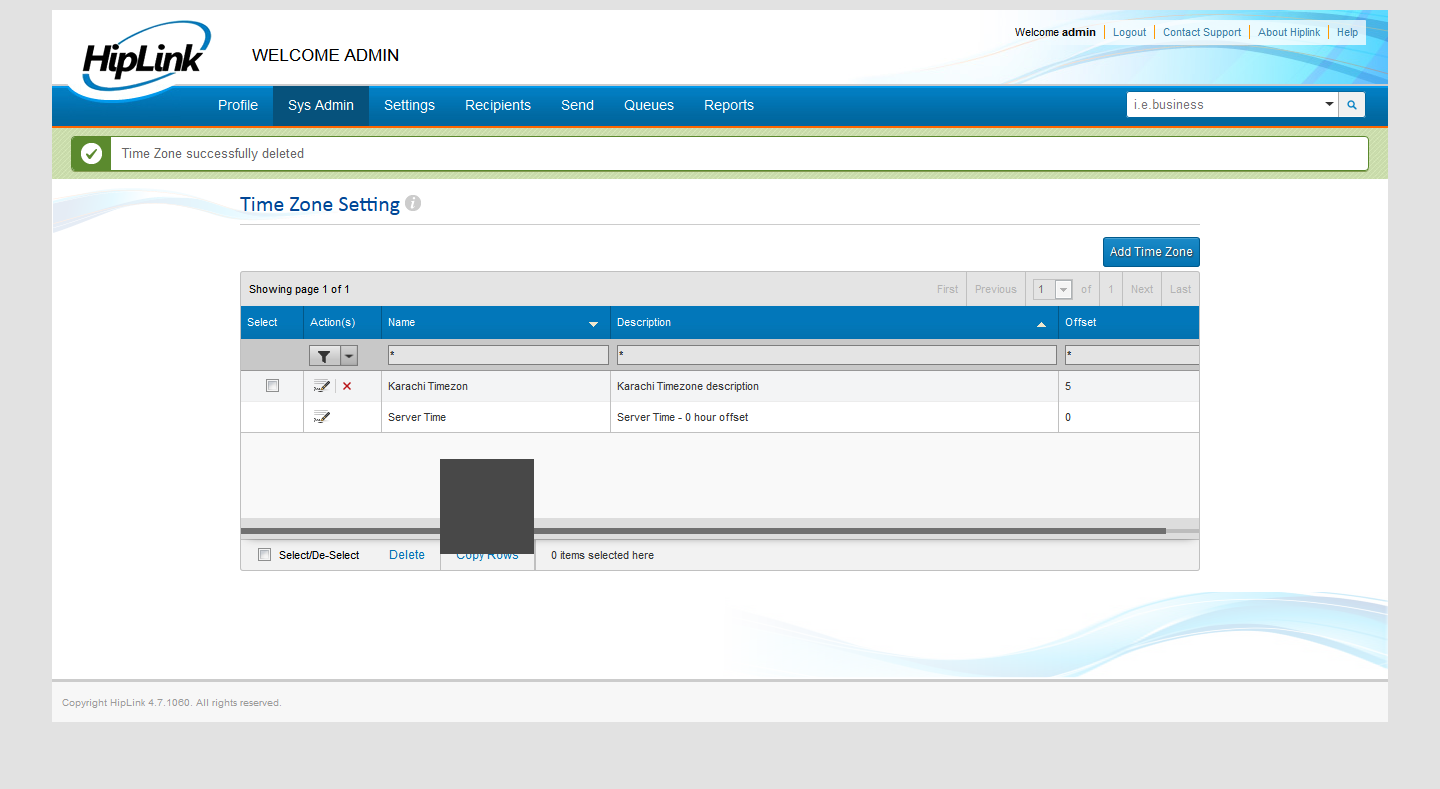 HipLink
WELCOME ADMIN
Welcome admin Logout Contact Support About Hiplink Help
Profile Sys Admin Settings Recipients Send Queues Reports
i.e.business
Time Zone successfully deleted
Time Zone Setting i
Add Time Zone
Showing page 1 of 1 First Previous 1 of 1 Next Last
Select Action(s) Name Description Offset
* * *
Karachi Timezon Karachi Timezone description 5
Server Time Server Time - 0 hour offset 0
Select/De-Select Delete Copy Rows 0 items selected here
Copyright HipLink 4.7.1060. All rights reserved.